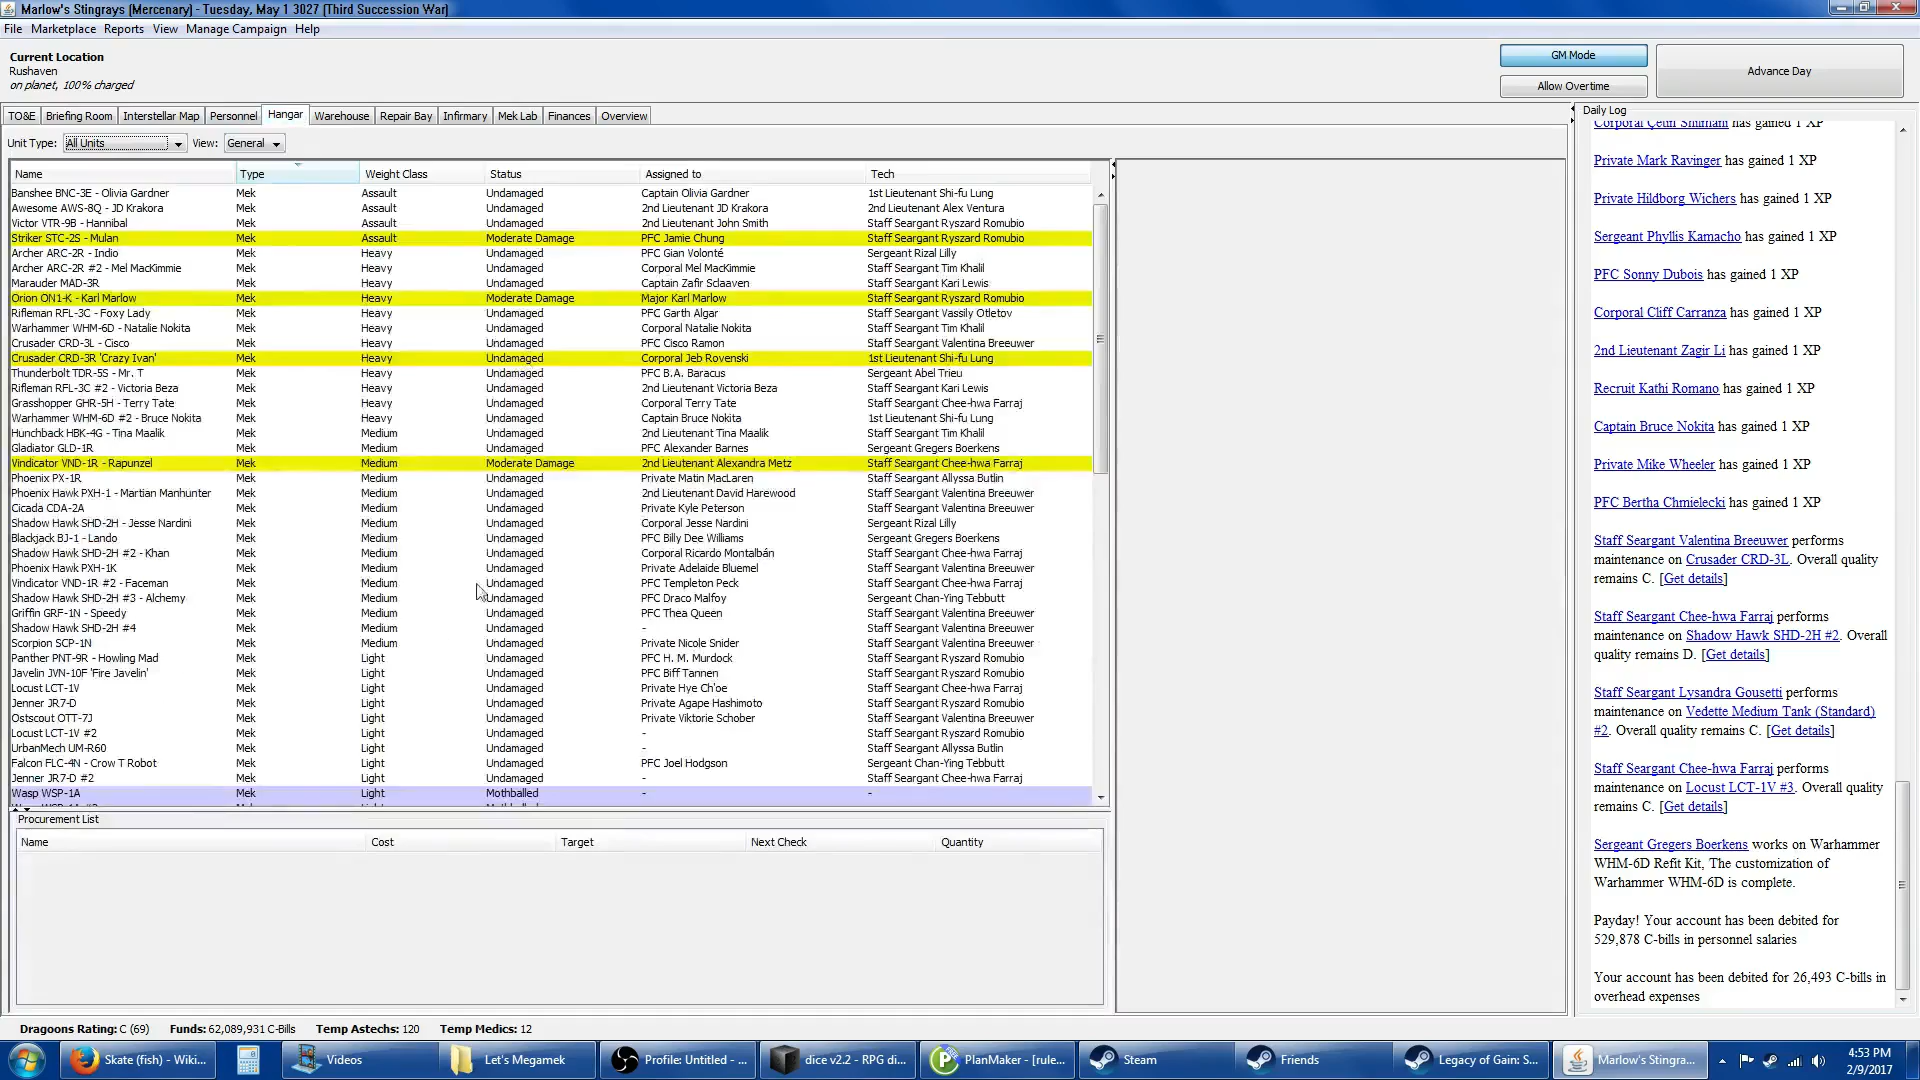 Marlow's Stingrays (Mercenary) - Tuesday, May 1 3027 (Third Succession War)
File Marketplace Reports View Manage Campaign Help
Current Location
Rushaven
on planet, 100% charged
GM Mode
Allow Overtime
Advance Day
TO&E Briefing Room Interstellar Map Personnel Hangar Warehouse Repair Bay Infirmary Mek Lab Finances Overview
Unit Type: All Units View: General
Name Type Weight Class Status Assigned to Tech
Banshee BNC-3E - Olivia Gardner Mek Assault Undamaged Captain Olivia Gardner 1st Lieutenant Shi-fu Lung
Awesome AWS-8Q - JD Krakora Mek Assault Undamaged 2nd Lieutenant JD Krakora 2nd Lieutenant Alex Ventura
Victor VTR-9B - Hannibal Mek Assault Undamaged 2nd Lieutenant John Smith Staff Seargant Ryszard Romubio
Striker STC-2S - Mulan Mek Assault Moderate Damage PFC Jamie Chung Staff Seargant Ryszard Romubio
Archer ARC-2R - Indio Mek Heavy Undamaged PFC Gian Volonté Sergeant Rizal Lilly
Archer ARC-2R #2 - Mel MacKimmie Mek Heavy Undamaged Corporal Mel MacKimmie Staff Seargant Tim Khalil
Marauder MAD-3R Mek Heavy Undamaged Captain Zafir Sclaaven Staff Seargant Kari Lewis
Orion ON1-K - Karl Marlow Mek Heavy Moderate Damage Major Karl Marlow Staff Seargant Ryszard Romubio
Rifleman RFL-3C - Foxy Lady Mek Heavy Undamaged PFC Garth Algar Staff Seargant Vassily Otletov
Warhammer WHM-6D - Natalie Nokita Mek Heavy Undamaged Corporal Natalie Nokita Staff Seargant Tim Khalil
Crusader CRD-3L - Cisco Mek Heavy Undamaged PFC Cisco Ramon Staff Seargant Valentina Breeuwer
Crusader CRD-3R 'Crazy Ivan' Mek Heavy Undamaged Corporal Jeb Rovenski 1st Lieutenant Shi-fu Lung
Thunderbolt TDR-5S - Mr. T Mek Heavy Undamaged PFC B.A. Baracus Sergeant Abel Trieu
Rifleman RFL-3C #2 - Victoria Beza Mek Heavy Undamaged 2nd Lieutenant Victoria Beza Staff Seargant Kari Lewis
Grasshopper GHR-5H - Terry Tate Mek Heavy Undamaged Corporal Terry Tate Staff Seargant Chee-hwa Farraj
Warhammer WHM-6D #2 - Bruce Nokita Mek Heavy Undamaged Captain Bruce Nokita 1st Lieutenant Shi-fu Lung
Hunchback HBK-4G - Tina Maalik Mek Medium Undamaged 2nd Lieutenant Tina Maalik Staff Seargant Tim Khalil
Gladiator GLD-1R Mek Medium Undamaged PFC Alexander Barnes Sergeant Gregers Boerkens
Vindicator VND-1R - Rapunzel Mek Medium Moderate Damage 2nd Lieutenant Alexandra Metz Staff Seargant Chee-hwa Farraj
Phoenix PX-1R Mek Medium Undamaged Private Matin MacLaren Staff Seargant Allyssa Butlin
Phoenix Hawk PXH-1 - Martian Manhunter Mek Medium Undamaged 2nd Lieutenant David Harewood Staff Seargant Valentina Breeuwer
Cicada CDA-2A Mek Medium Undamaged Private Kyle Peterson Staff Seargant Valentina Breeuwer
Shadow Hawk SHD-2H - Jesse Nardini Mek Medium Undamaged Corporal Jesse Nardini Sergeant Rizal Lilly
Blackjack BJ-1 - Lando Mek Medium Undamaged PFC Billy Dee Williams Sergeant Gregers Boerkens
Shadow Hawk SHD-2H #2 - Khan Mek Medium Undamaged Corporal Ricardo Montalbán Staff Seargant Chee-hwa Farraj
Phoenix Hawk PXH-1K Mek Medium Undamaged Private Adelaide Bluemel Staff Seargant Valentina Breeuwer
Vindicator VND-1R #2 - Faceman Mek Medium Undamaged PFC Templeton Peck Staff Seargant Chee-hwa Farraj
Shadow Hawk SHD-2H #3 - Alchemy Mek Medium Undamaged PFC Draco Malfoy Sergeant Chan-Ying Tebbutt
Griffin GRF-1N - Speedy Mek Medium Undamaged PFC Thea Queen Staff Seargant Valentina Breeuwer
Shadow Hawk SHD-2H #4 Mek Medium Undamaged - Staff Seargant Valentina Breeuwer
Scorpion SCP-1N Mek Medium Undamaged Private Nicole Snider Staff Seargant Valentina Breeuwer
Panther PNT-9R - Howling Mad Mek Light Undamaged PFC H. M. Murdock Staff Seargant Ryszard Romubio
Javelin JVN-10F 'Fire Javelin' Mek Light Undamaged PFC Biff Tannen Staff Seargant Ryszard Romubio
Locust LCT-1V Mek Light Undamaged Private Hye Ch'oe Staff Seargant Chee-hwa Farraj
Jenner JR7-D Mek Light Undamaged Private Agape Hashimoto Staff Seargant Ryszard Romubio
Ostscout OTT-7J Mek Light Undamaged Private Viktorie Schober Staff Seargant Valentina Breeuwer
Locust LCT-1V #2 Mek Light Undamaged - Staff Seargant Ryszard Romubio
UrbanMech UM-R60 Mek Light Undamaged - Staff Seargant Allyssa Butlin
Falcon FLC-4N - Crow T Robot Mek Light Undamaged PFC Joel Hodgson Sergeant Chan-Ying Tebbutt
Jenner JR7-D #2 Mek Light Undamaged - Staff Seargant Chee-hwa Farraj
Wasp WSP-1A Mek Light Mothballed - -
Procurement List
Name Cost Target Next Check Quantity
Daily Log
Corporal Çetin Shimani has gained 1 XP
Private Mark Ravinger has gained 1 XP
Private Hildborg Wichers has gained 1 XP
Sergeant Phyllis Kamacho has gained 1 XP
PFC Sonny Dubois has gained 1 XP
Corporal Cliff Carranza has gained 1 XP
2nd Lieutenant Zagir Li has gained 1 XP
Recruit Kathi Romano has gained 1 XP
Captain Bruce Nokita has gained 1 XP
Private Mike Wheeler has gained 1 XP
PFC Bertha Chmielecki has gained 1 XP
Staff Seargant Valentina Breeuwer performs
maintenance on Crusader CRD-3L. Overall quality
remains C. [Get details]
Staff Seargant Chee-hwa Farraj performs
maintenance on Shadow Hawk SHD-2H #2. Overall
quality remains D. [Get details]
Staff Seargant Lysandra Gousetti performs
maintenance on Vedette Medium Tank (Standard)
#2. Overall quality remains C. [Get details]
Staff Seargant Chee-hwa Farraj performs
maintenance on Locust LCT-1V #3. Overall quality
remains C. [Get details]
Sergeant Gregers Boerkens works on Warhammer
WHM-6D Refit Kit, The customization of
Warhammer WHM-6D is complete.
Payday! Your account has been debited for
529,878 C-bills in personnel salaries
Your account has been debited for 26,493 C-bills in
overhead expenses
Dragoons Rating: C (69) Funds: 62,089,931 C-Bills Temp Astechs: 120 Temp Medics: 12
Skate (fish) - Wiki...
Videos
Let's Megamek
Profile: Untitled - ...
dice v2.2 - RPG di...
PlanMaker - [rule...
Steam
Friends
Legacy of Gain: S...
Marlow's Stingra...
4:53 PM
2/9/2017